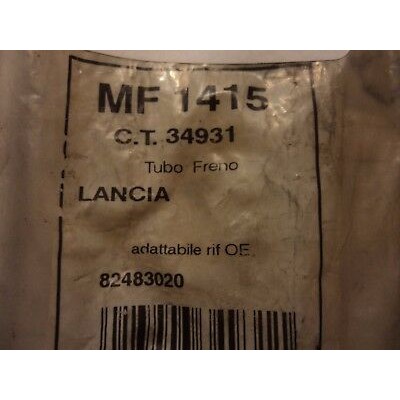 MF 1415
C.T. 34931
Tubo Freno
LANCIA
adattabile rif OE
82483020